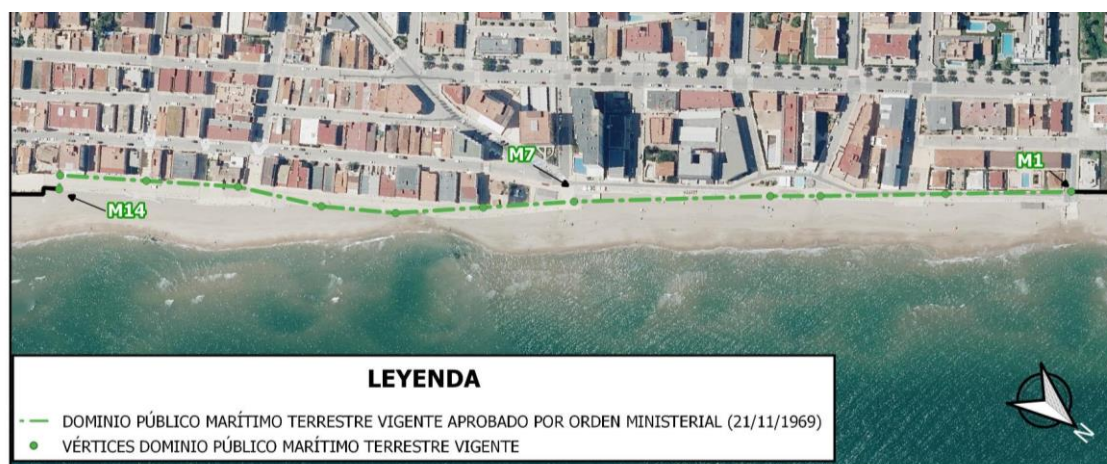 M7
M1
M14
LEYENDA
DOMINIO PÚBLICO MARÍTIMO TERRESTRE VIGENTE APROBADO POR ORDEN MINISTERIAL (21/11/1969)
VÉRTICES DOMINIO PÚBLICO MARÍTIMO TERRESTRE VIGENTE
N